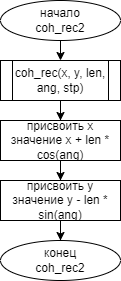 начало
coh_rec2
coh_rec(x, y, len,
ang, stp)
присвоить x
значение x + len *
cos(ang)
присвоить y
значение y - len *
sin(ang)
конец
coh_rec2